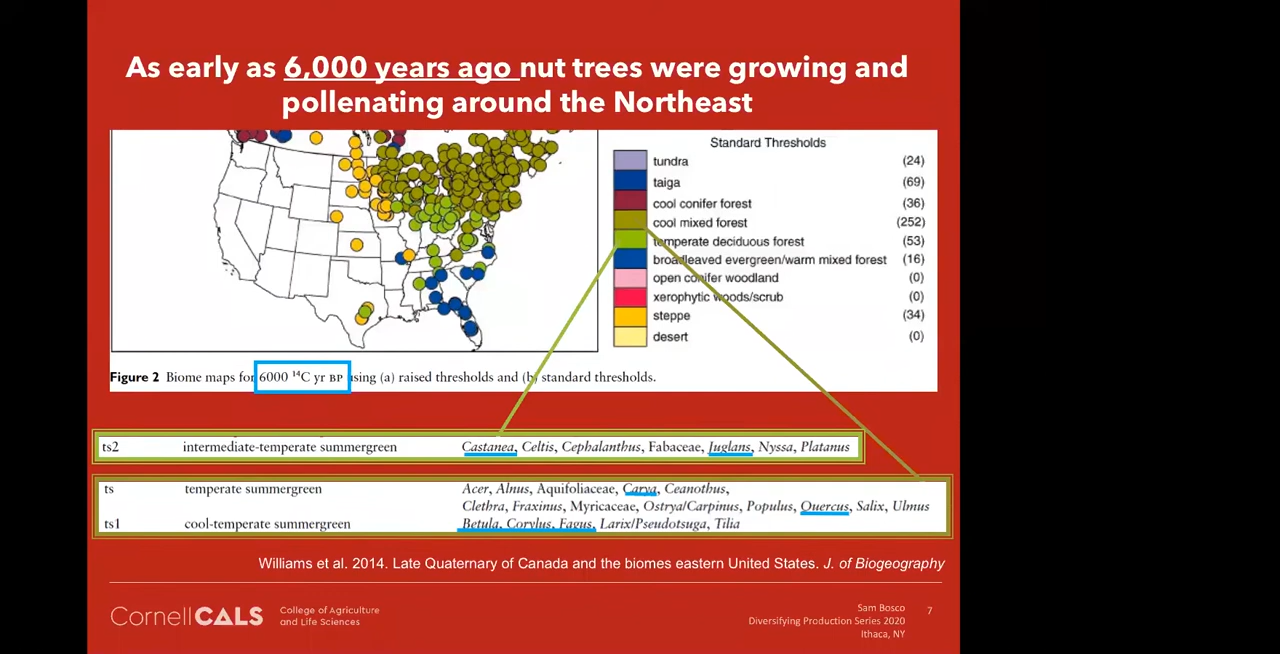 As early as 6,000 years ago nut trees were growing and
pollenating around the Northeast
Standard Thresholds
tundra (24)
taiga (69)
cool conifer forest (36)
cool mixed forest (252)
temperate deciduous forest (53)
broadleaved evergreen/warm mixed forest (16)
open conifer woodland (0)
xerophytic woods/scrub (0)
steppe (34)
desert (0)
Figure 2 Biome maps for 6000 ¹⁴C yr BP using (a) raised thresholds and (b) standard thresholds.
ts2 intermediate-temperate summergreen Castanea, Celtis, Cephalanthus, Fabaceae, Juglans, Nyssa, Platanus
ts temperate summergreen Acer, Alnus, Aquifoliaceae, Carya, Ceanothus,
Clethra, Fraxinus, Myricaceae, Ostrya/Carpinus, Populus, Quercus, Salix, Ulmus
ts1 cool-temperate summergreen Betula, Corylus, Fagus, Larix/Pseudotsuga, Tilia
Williams et al. 2014. Late Quaternary of Canada and the biomes eastern United States. J. of Biogeography
CornellCALS College of Agriculture
and Life Sciences
Sam Bosco 7
Diversifying Production Series 2020
Ithaca, NY